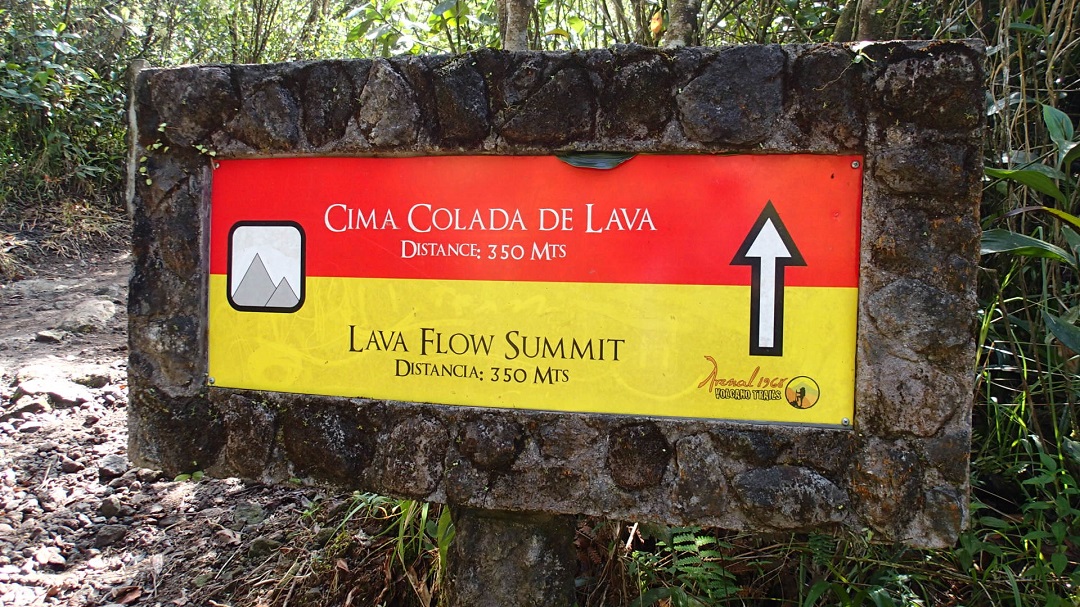 Cima Colada de Lava
Distance: 350 Mts
Lava Flow Summit
Distancia: 350 Mts
Arenal 1968
VOLCANO TRAILS